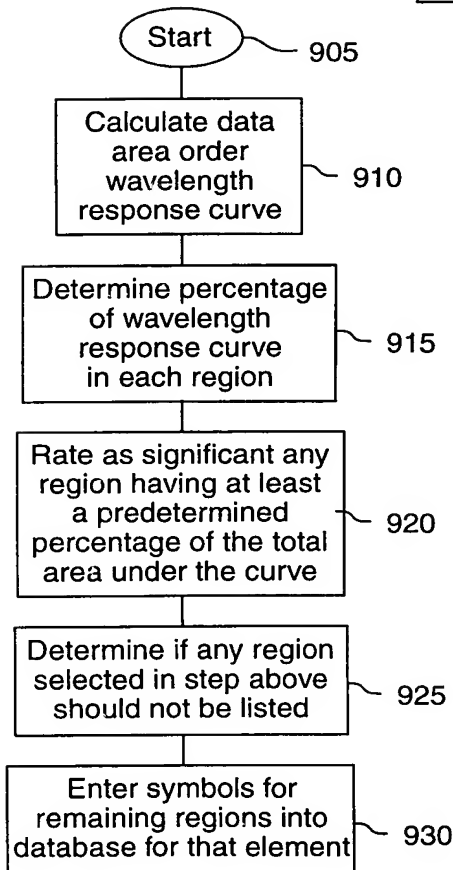 Start
905
Calculate data
area order
wavelength
response curve
910
Determine percentage
of wavelength
response curve
in each region
915
Rate as significant any
region having at least
a predetermined
percentage of the total
area under the curve
920
Determine if any region
selected in step above
should not be listed
925
Enter symbols for
remaining regions into
database for that element
930